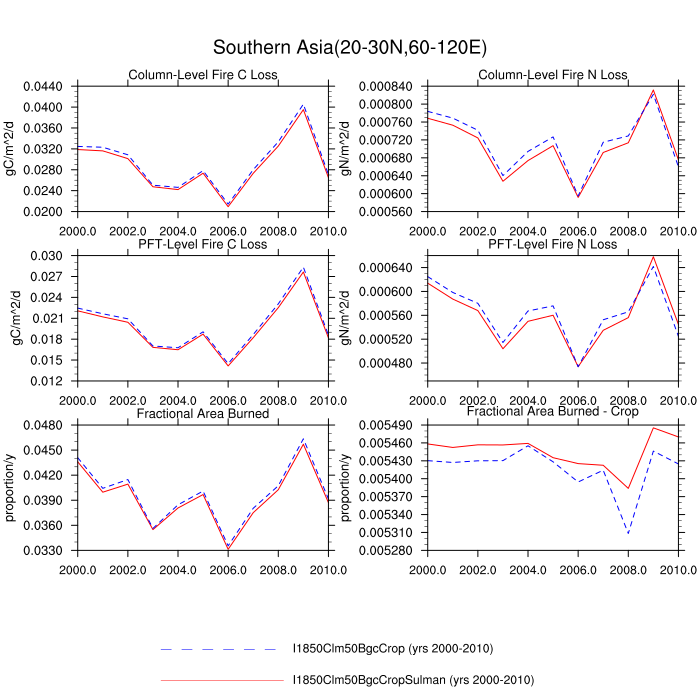 Southern Asia(20-30N,60-120E)
Column-Level Fire C Loss
gC/m^2/d
0.0440
0.0400
0.0360
0.0320
0.0280
0.0240
0.0200
2000.0 2002.0 2004.0 2006.0 2008.0 2010.0
Column-Level Fire N Loss
gN/m^2/d
0.000840
0.000800
0.000760
0.000720
0.000680
0.000640
0.000600
0.000560
2000.0 2002.0 2004.0 2006.0 2008.0 2010.0
PFT-Level Fire C Loss
gC/m^2/d
0.030
0.027
0.024
0.021
0.018
0.015
0.012
2000.0 2002.0 2004.0 2006.0 2008.0 2010.0
PFT-Level Fire N Loss
gN/m^2/d
0.000640
0.000600
0.000560
0.000520
0.000480
2000.0 2002.0 2004.0 2006.0 2008.0 2010.0
Fractional Area Burned
proportion/y
0.0480
0.0450
0.0420
0.0390
0.0360
0.0330
2000.0 2002.0 2004.0 2006.0 2008.0 2010.0
Fractional Area Burned - Crop
proportion/y
0.005490
0.005460
0.005430
0.005400
0.005370
0.005340
0.005310
0.005280
2000.0 2002.0 2004.0 2006.0 2008.0 2010.0
I1850Clm50BgcCrop (yrs 2000-2010)
I1850Clm50BgcCropSulman (yrs 2000-2010)